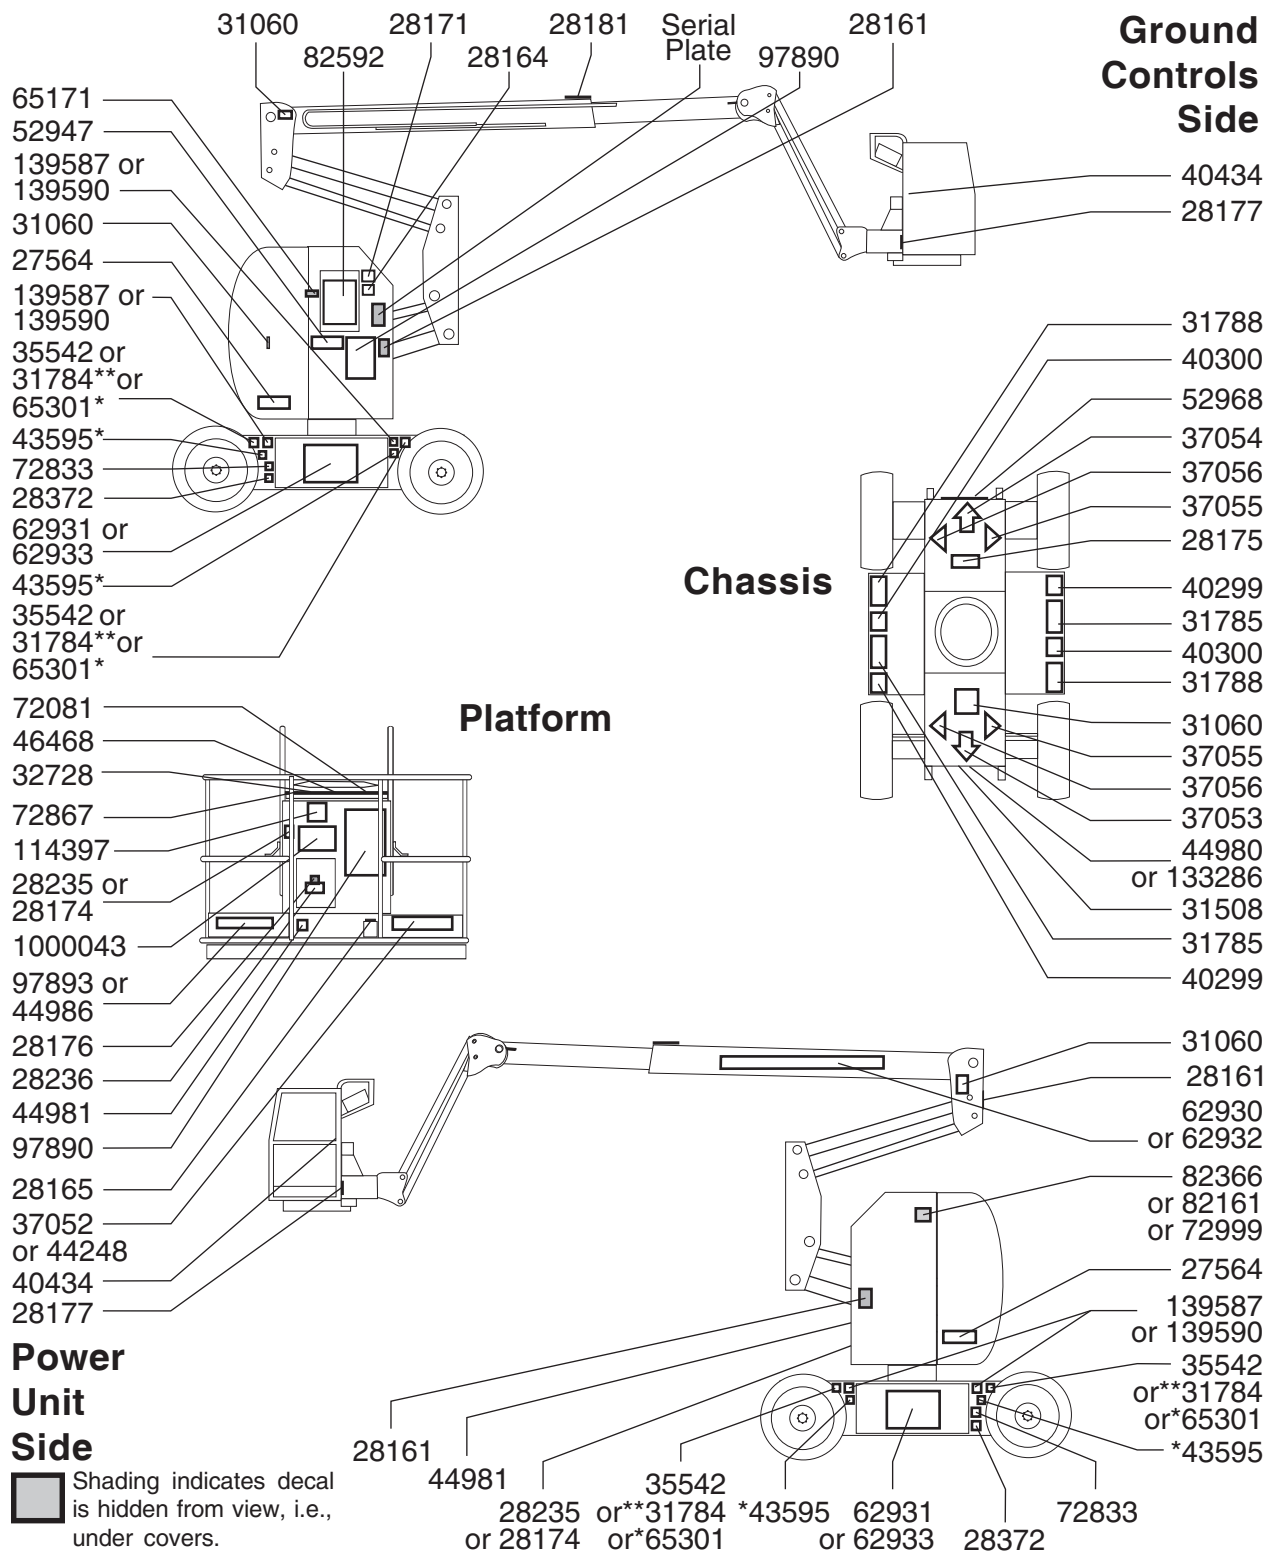 31060
28171
28181
Serial
Plate
28161
82592
28164
97890
Ground
Controls
Side
65171
52947
139587 or
139590
31060
27564
139587 or
139590
35542 or
31784**or
65301*
43595*
72833
28372
62931 or
62933
43595*
35542 or
31784**or
65301*
40434
28177
Chassis
31788
40300
52968
37054
37056
37055
28175
40299
31785
40300
31788
31060
37055
37056
37053
44980
or 133286
31508
31785
40299
Platform
72081
46468
32728
72867
114397
28235 or
28174
1000043
97893 or
44986
28176
28236
44981
97890
28165
37052
or 44248
40434
28177
31060
28161
62930
or 62932
82366
or 82161
or 72999
27564
139587
or 139590
35542
or**31784
or*65301
*43595
Power
Unit
Side
Shading indicates decal
is hidden from view, i.e.,
under covers.
28161
44981
28235
or 28174
35542
or**31784
or*65301
*43595
62931
or 62933
28372
72833